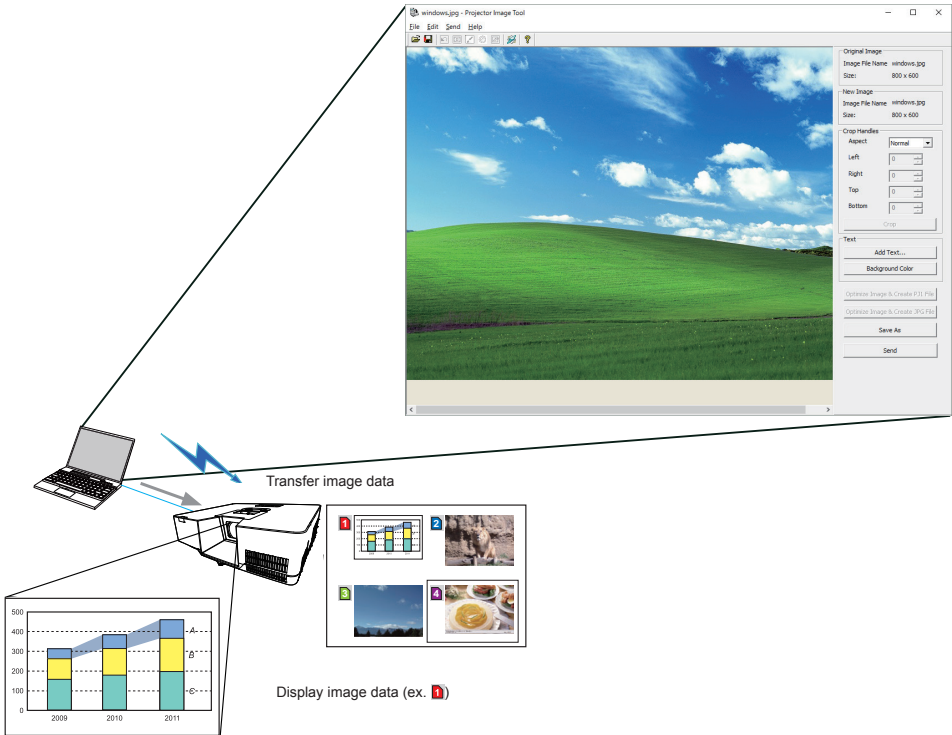 windows.jpg - Projector Image Tool
File Edit Send Help
Original Image
Image File Name windows.jpg
Size: 800 x 600
New Image
Image File Name windows.jpg
Size: 800 x 600
Crop Handles
Aspect Normal
Left 0
Right 0
Top 0
Bottom 0
Crop
Text
Add Text...
Background Color
Optimize Image & Create PJI File
Optimize Image & Create JPG File
Save As
Send
Transfer image data
1
2
3
4
500
400
300
200
100
0
A
B
C
2009 2010 2011
Display image data (ex. 1)